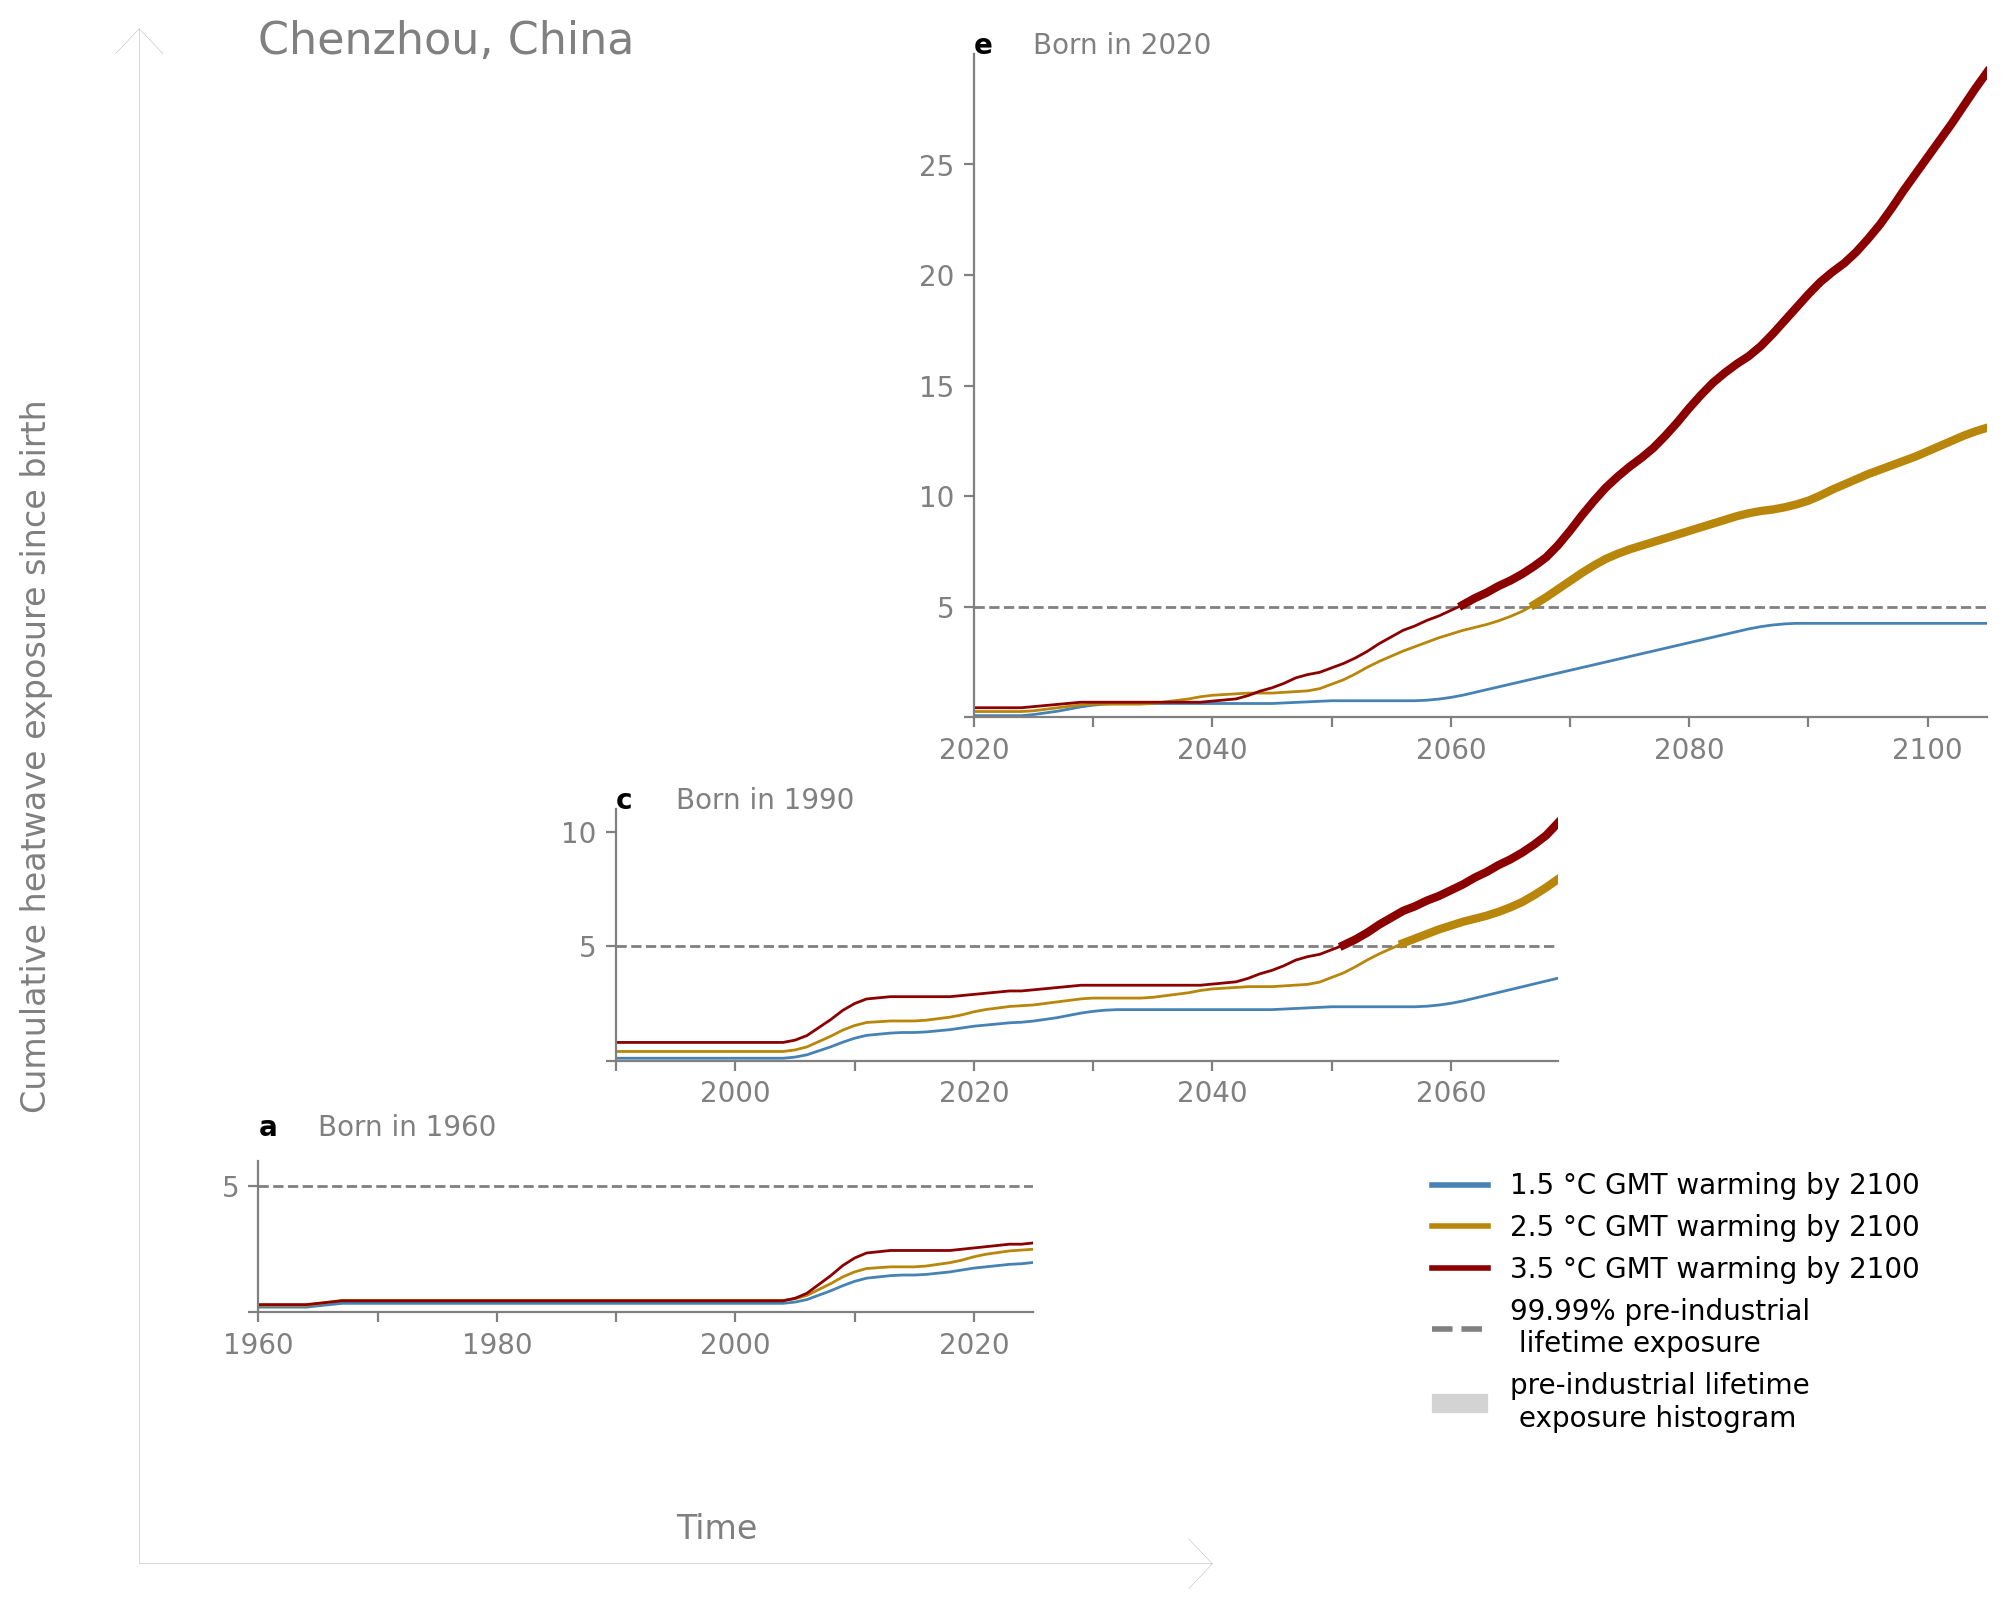 Chenzhou, China
Cumulative heatwave exposure since birth
e Born in 2020
25
20
15
10
5
2020 2040 2060 2080 2100
c Born in 1990
10
5
2000 2020 2040 2060
a Born in 1960
5
1960 1980 2000 2020
1.5 °C GMT warming by 2100
2.5 °C GMT warming by 2100
3.5 °C GMT warming by 2100
99.99% pre-industrial
lifetime exposure
pre-industrial lifetime
exposure histogram
Time